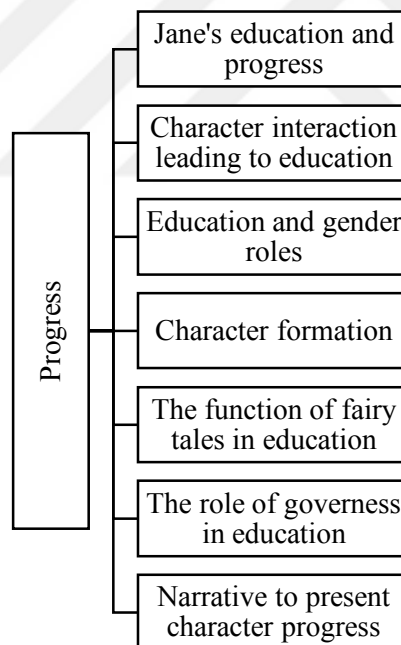 Progress
Jane's education and
progress
Character interaction
leading to education
Education and gender
roles
Character formation
The function of fairy
tales in education
The role of governess
in education
Narrative to present
character progress